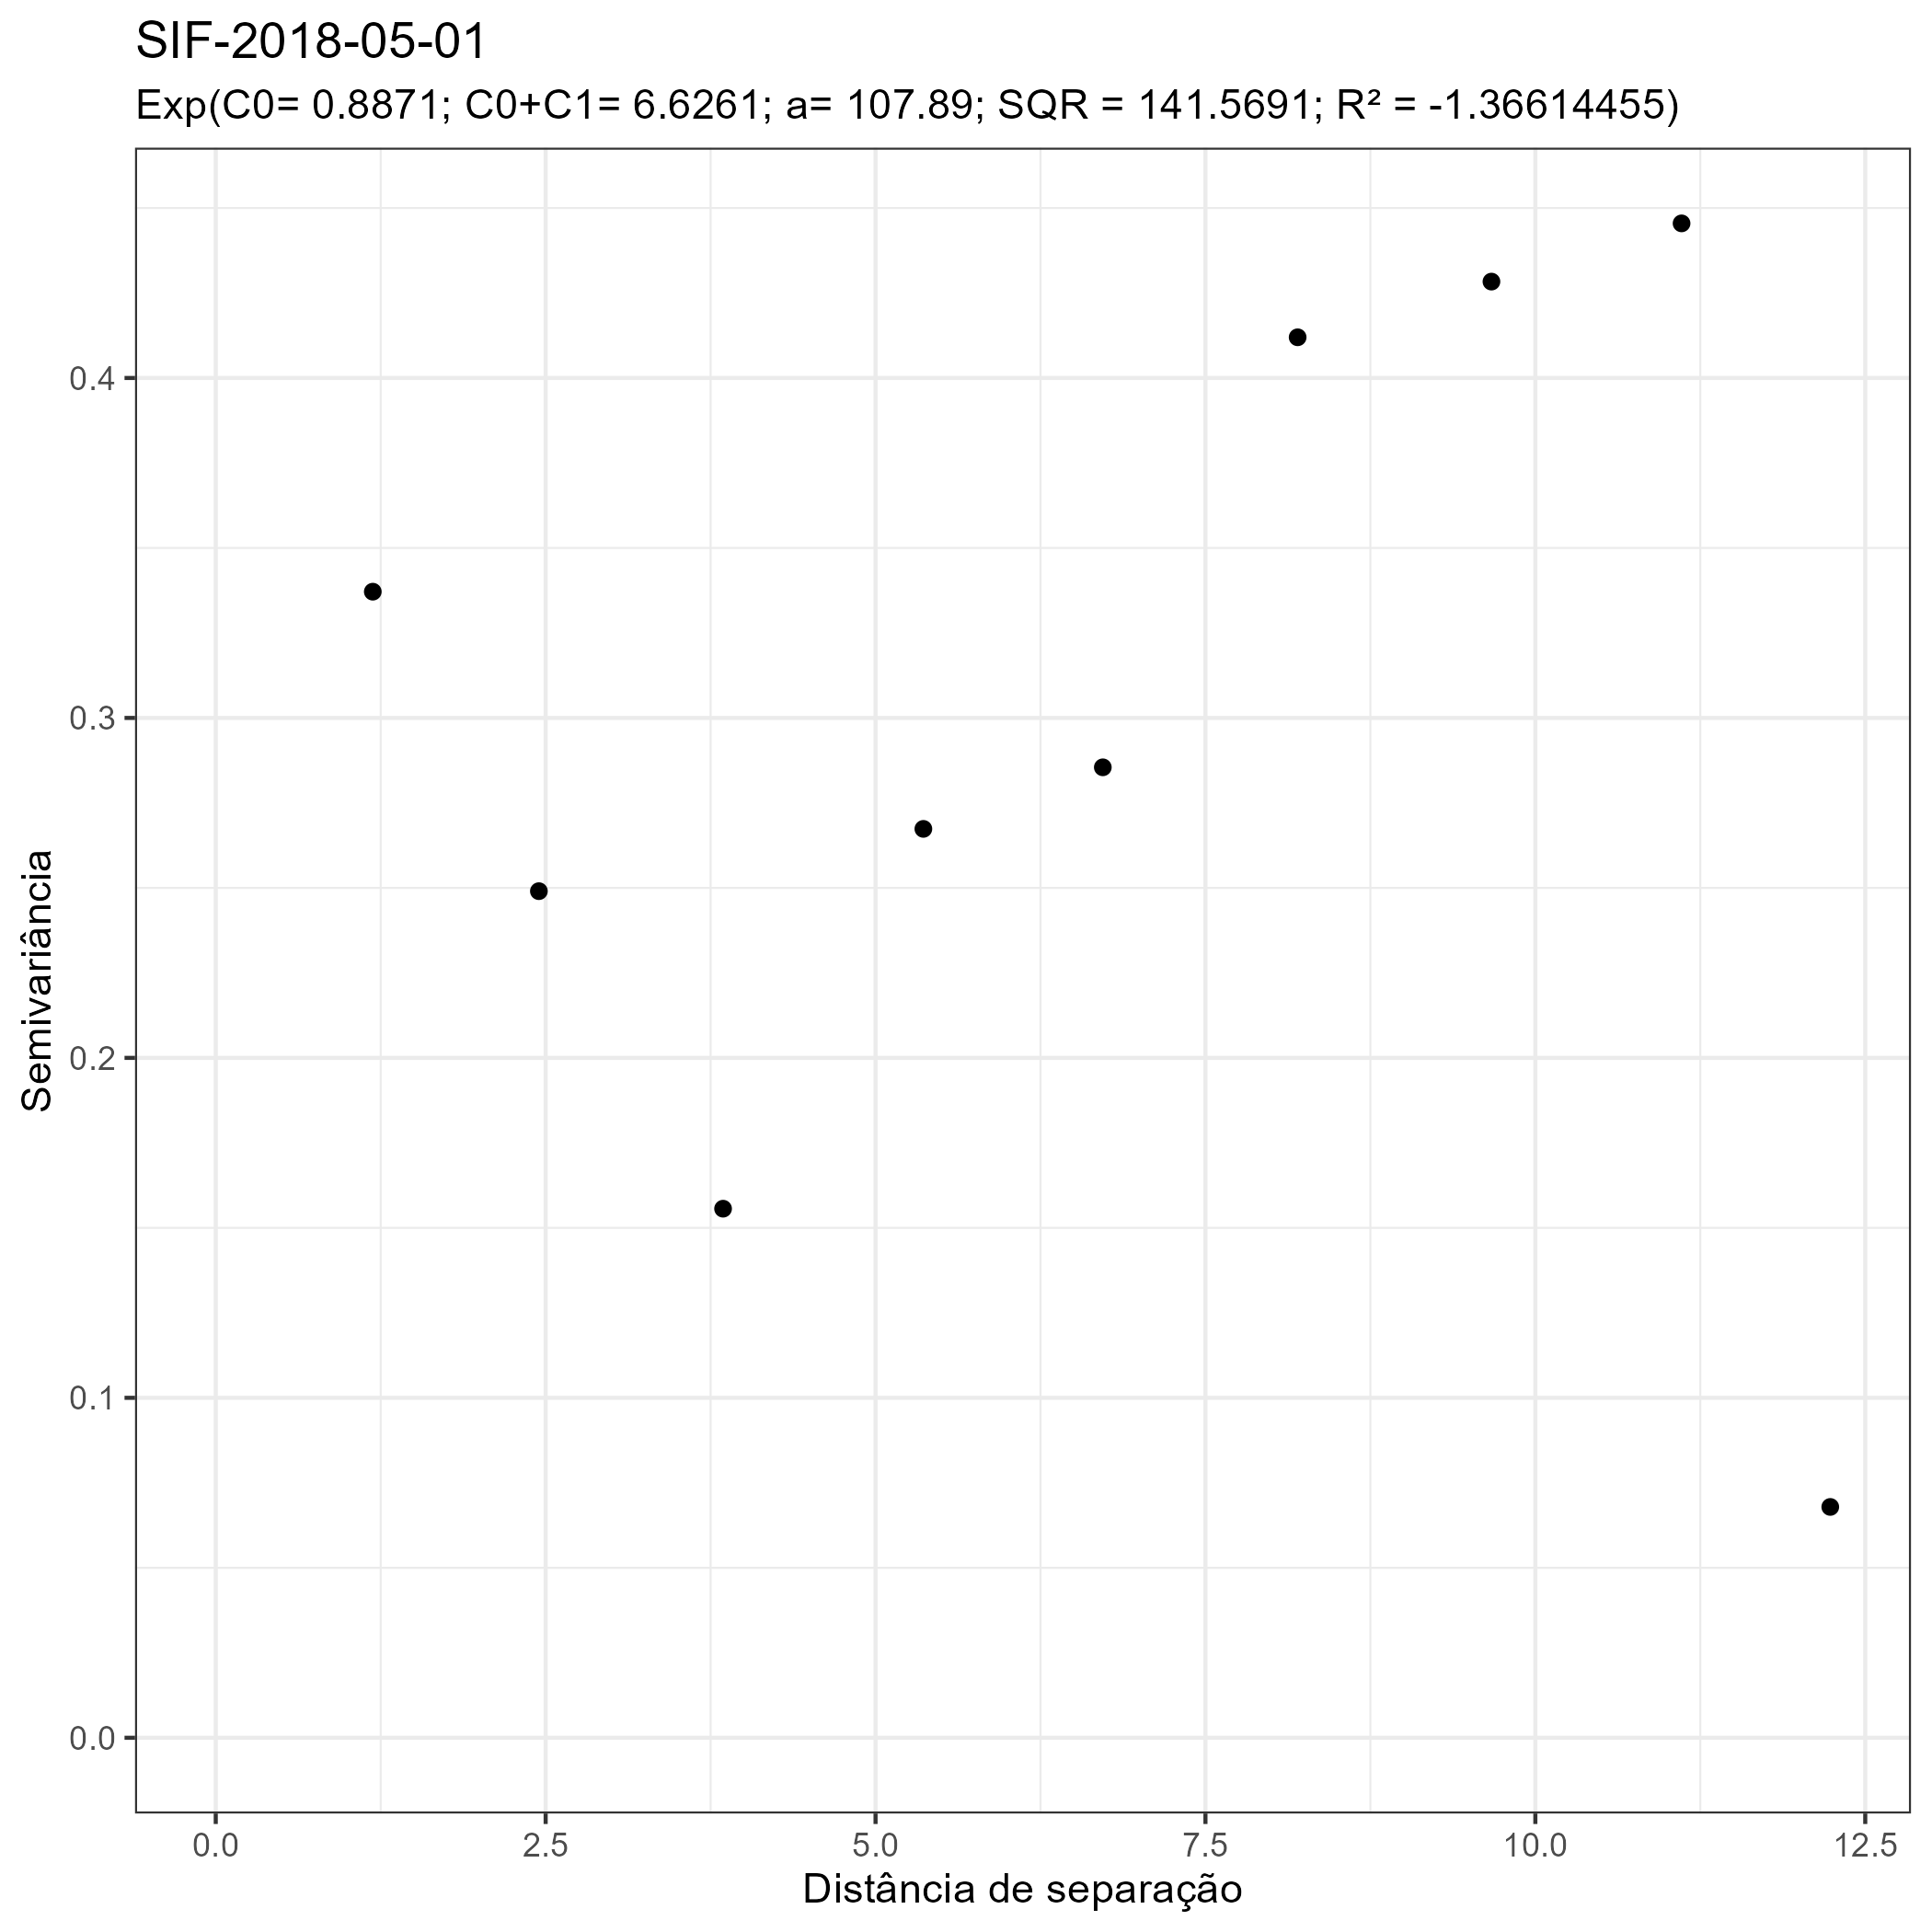 SIF-2018-05-01
Exp(C0= 0.8871; C0+C1= 6.6261; a= 107.89; SQR = 141.5691; R² = -1.36614455)
Semivariância
0.4
0.3
0.2
0.1
0.0
0.0 2.5 5.0 7.5 10.0 12.5
Distância de separação